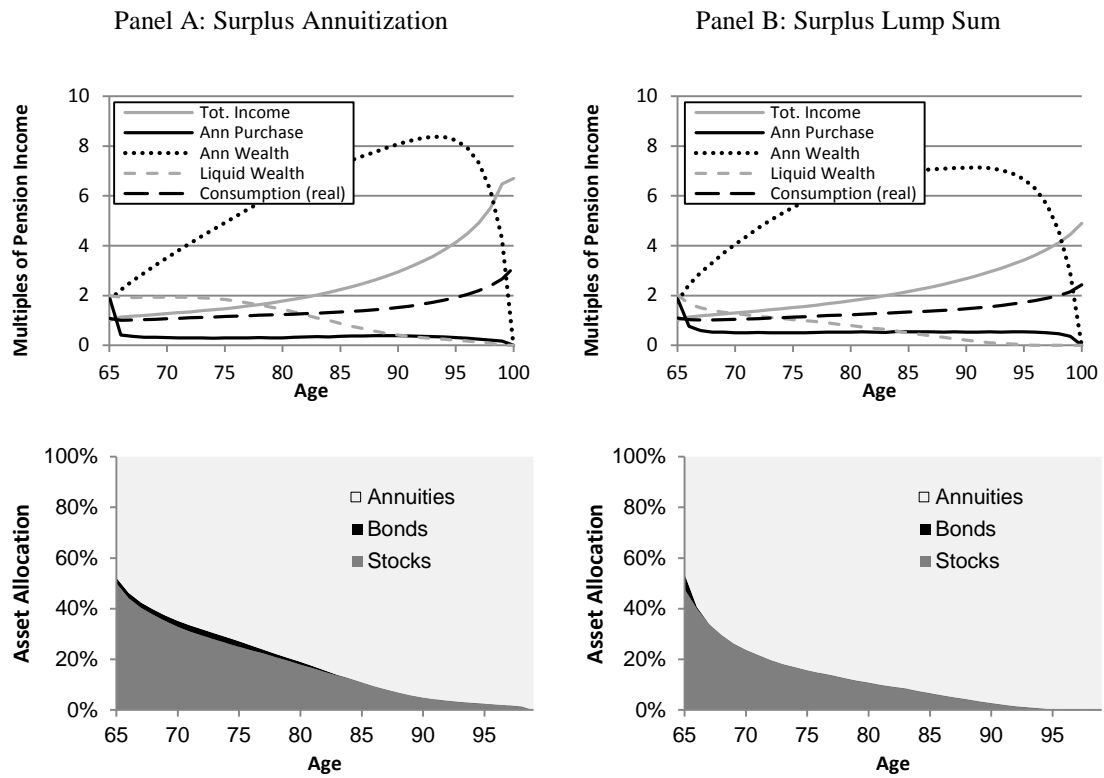 Panel A: Surplus Annuitization
Panel B: Surplus Lump Sum
Multiples of Pension Income
10
8
6
4
2
0
Tot. Income
Ann Purchase
Ann Wealth
Liquid Wealth
Consumption (real)
65 70 75 80 85 90 95 100
Age
Multiples of Pension Income
10
8
6
4
2
0
Tot. Income
Ann Purchase
Ann Wealth
Liquid Wealth
Consumption (real)
65 70 75 80 85 90 95 100
Age
Asset Allocation
100%
80%
60%
40%
20%
0%
Annuities
Bonds
Stocks
65 70 75 80 85 90 95
Age
Asset Allocation
100%
80%
60%
40%
20%
0%
Annuities
Bonds
Stocks
65 70 75 80 85 90 95
Age